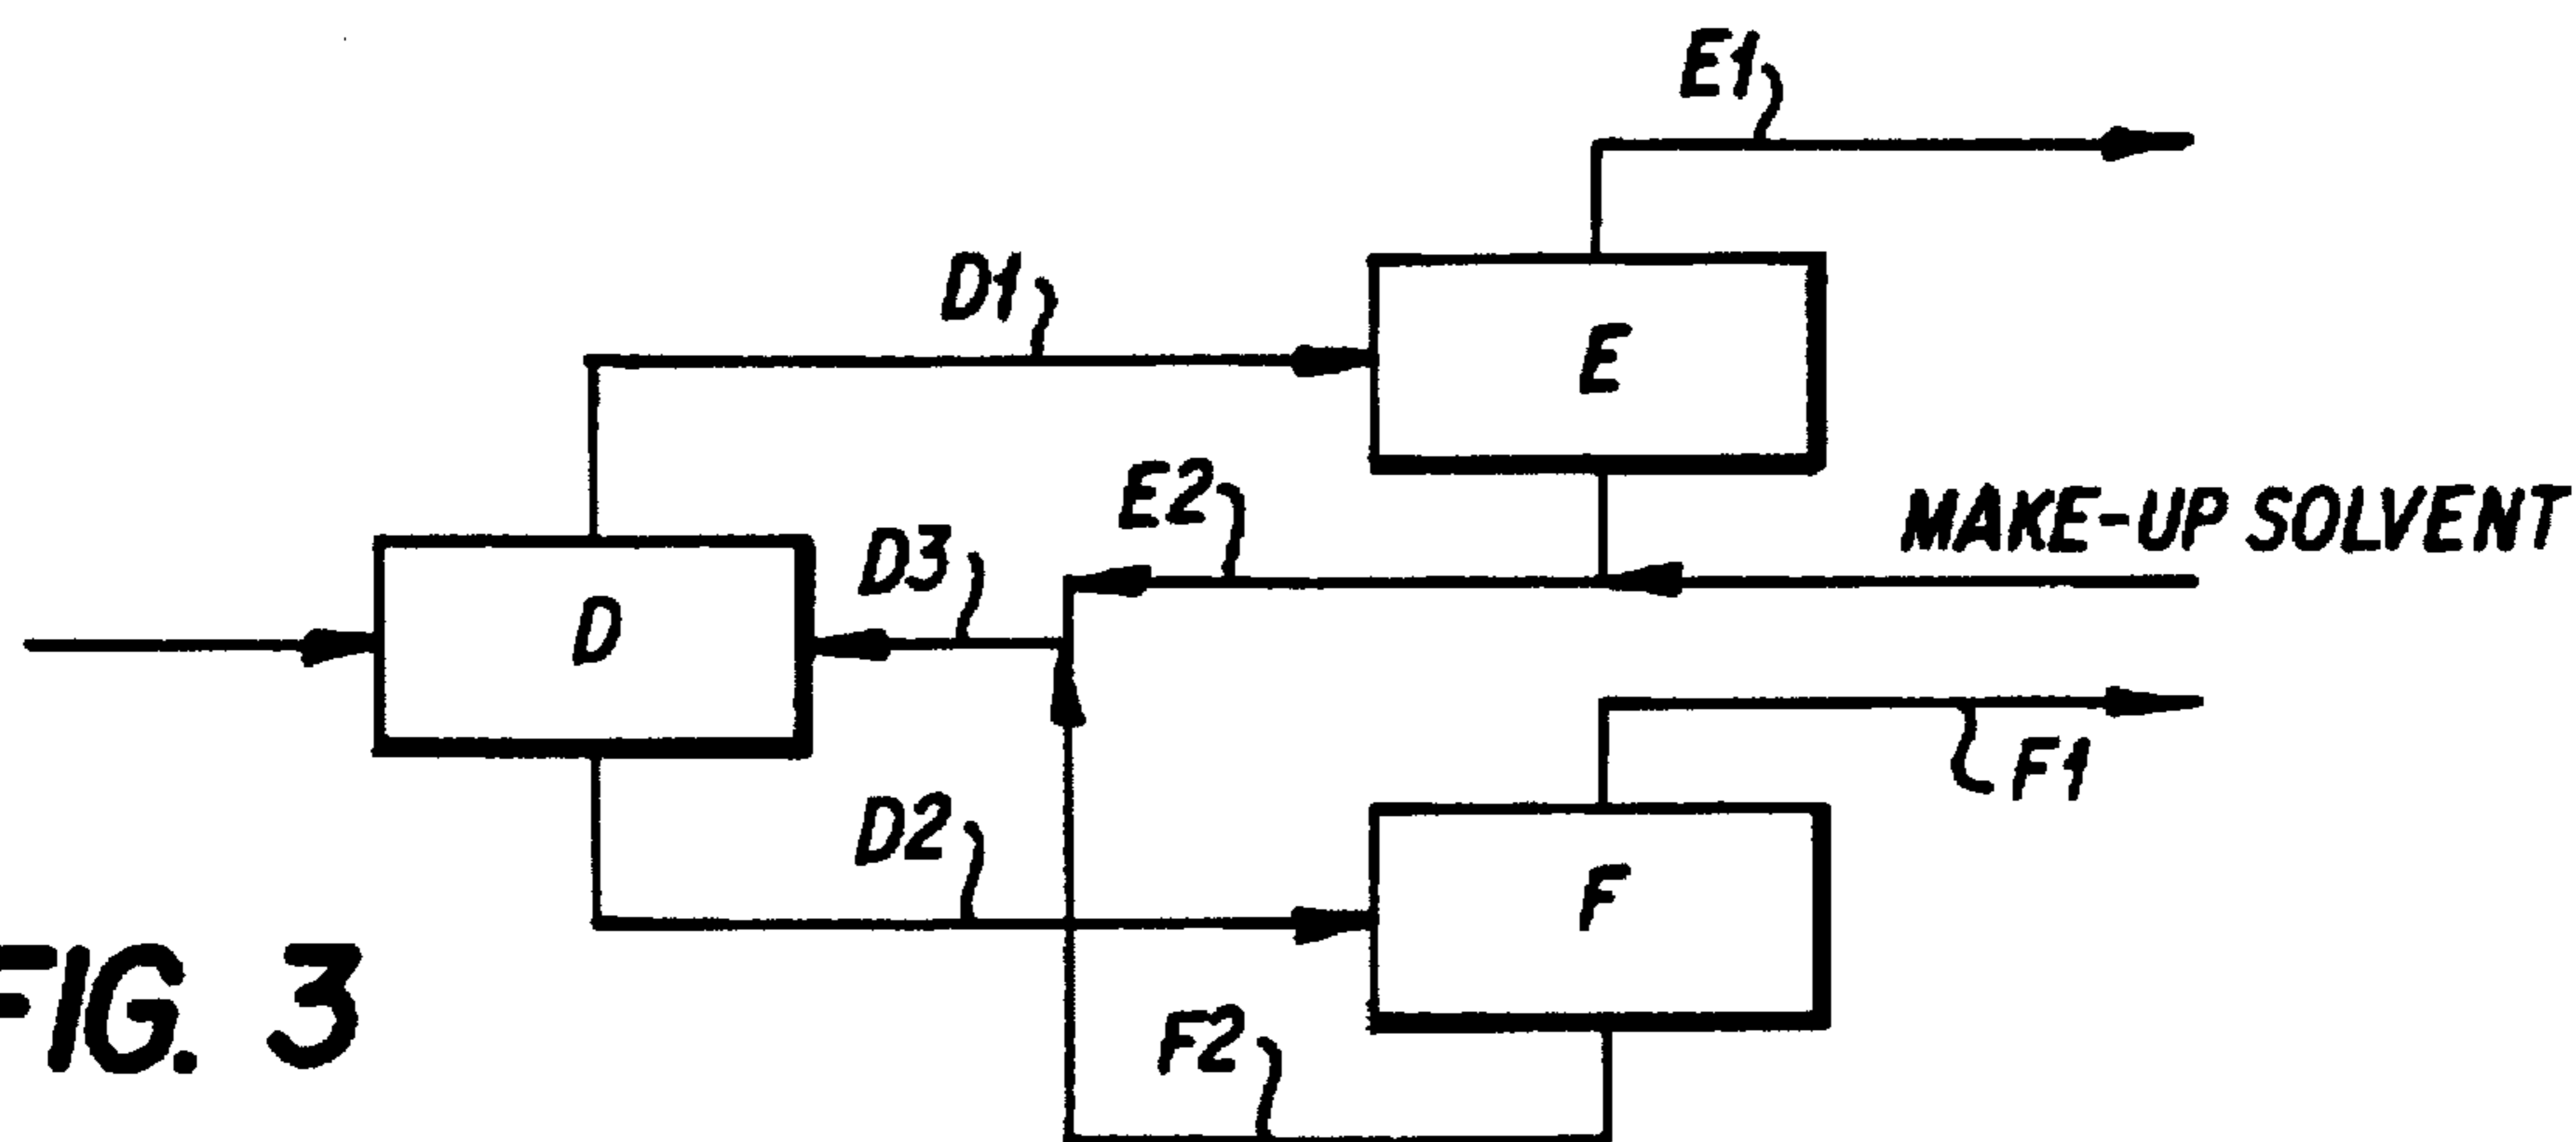 E1
D1
E
E2
MAKE-UP SOLVENT
D3
D
F1
D2
F
FIG. 3
F2